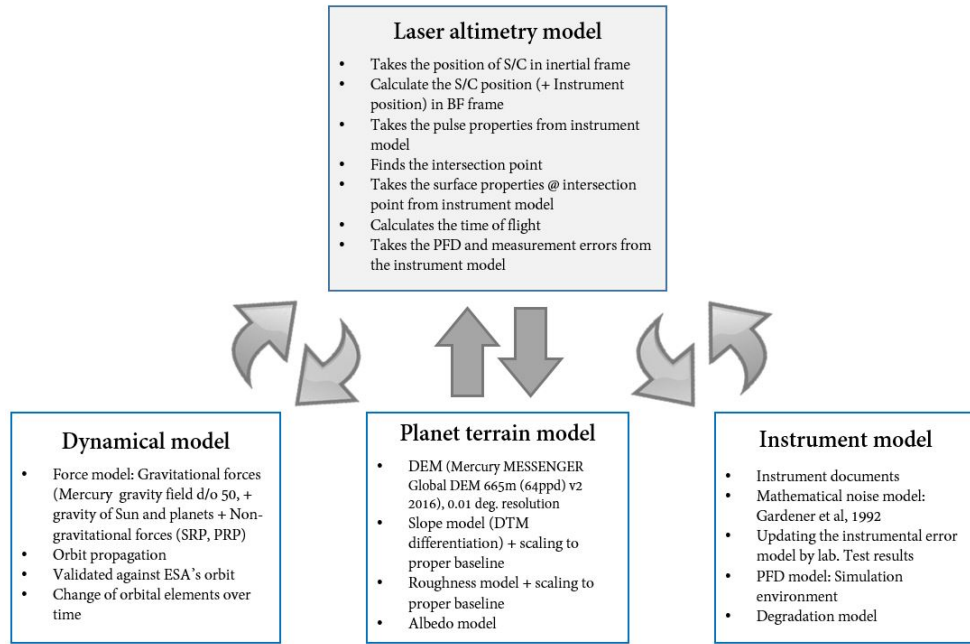 Laser altimetry model
• Takes the position of S/C in inertial frame
• Calculate the S/C position (+ Instrument
position) in BF frame
• Takes the pulse properties from instrument
model
• Finds the intersection point
• Takes the surface properties @ intersection
point from instrument model
• Calculates the time of flight
• Takes the PFD and measurement errors from
the instrument model
Dynamical model
• Force model: Gravitational forces
(Mercury gravity field d/o 50, +
gravity of Sun and planets + Non-
gravitational forces (SRP, PRP)
• Orbit propagation
• Validated against ESA's orbit
• Change of orbital elements over
time
Planet terrain model
• DEM (Mercury MESSENGER
Global DEM 665m (64ppd) v2
2016), 0.01 deg. resolution
• Slope model (DTM
differentiation) + scaling to
proper baseline
• Roughness model + scaling to
proper baseline
• Albedo model
Instrument model
• Instrument documents
• Mathematical noise model:
Gardener et al, 1992
• Updating the instrumental error
model by lab. Test results
• PFD model: Simulation
environment
• Degradation model